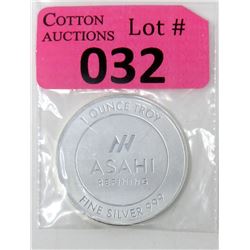 COTTON
AUCTIONS
Lot #
032
1 OUNCE TROY
ASAHI
REFINING
FINE SILVER 999